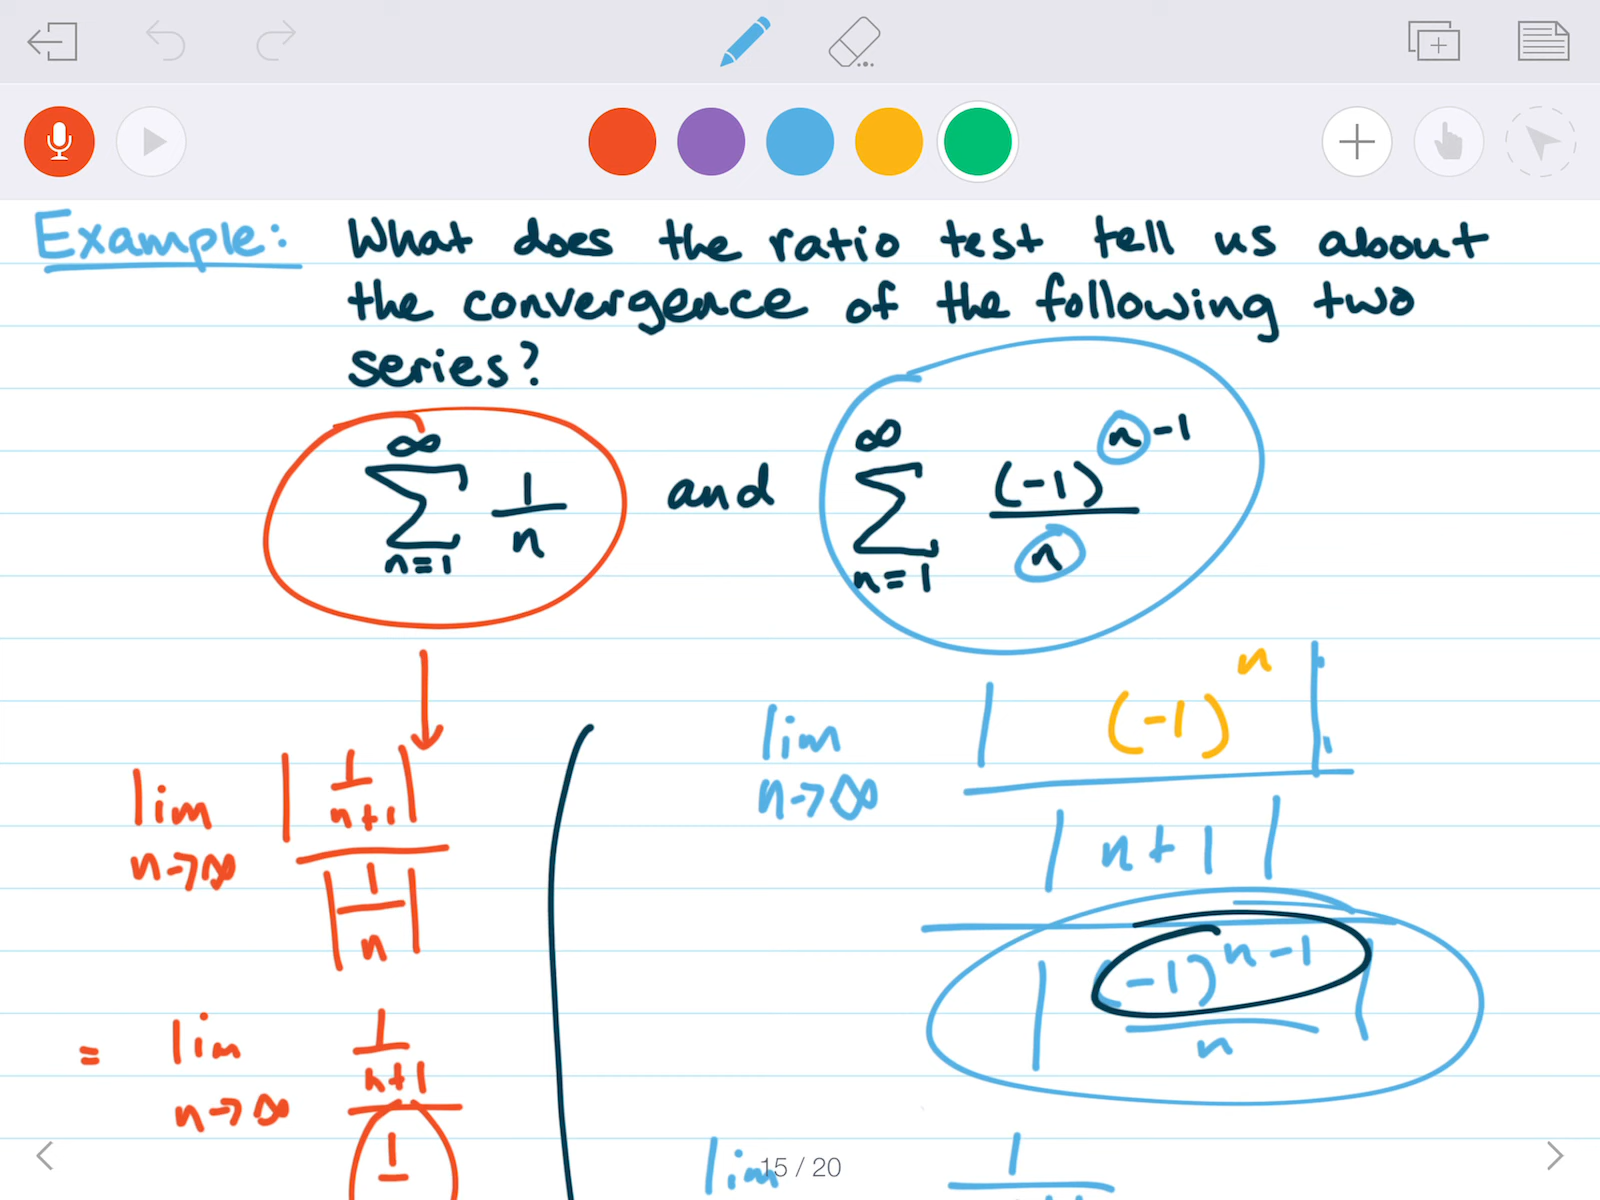 Example: What does the ratio test tell us about
the convergence of the following two
series?
∞ ∑ n=1 1/n and ∞ ∑ n=1 (-1)^{n-1}/n
lim n→∞ |1/(n+1)| / |1/n|
= lim n→∞ 1/(n+1) / 1
lim n→∞ |(-1)^n| / |n+1| / |(-1)^{n-1}/n|
lim 1
15 / 20